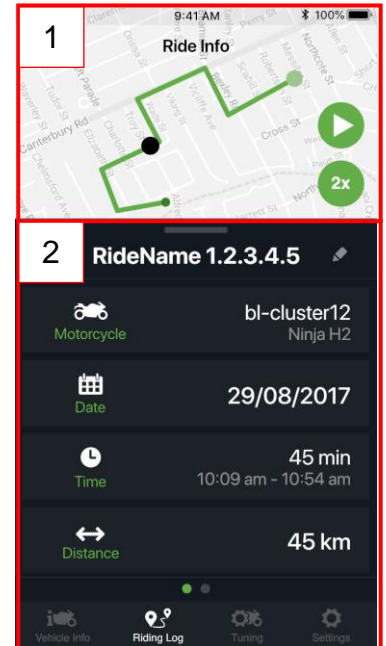 1
9:41 AM
100%
Ride Info
Canterbury Rd
Cross St
2x
2
RideName 1.2.3.4.5
Motorcycle
bl-cluster12
Ninja H2
Date
29/08/2017
Time
45 min
10:09 am - 10:54 am
Distance
45 km
Vehicle Info
Riding Log
Tuning
Settings